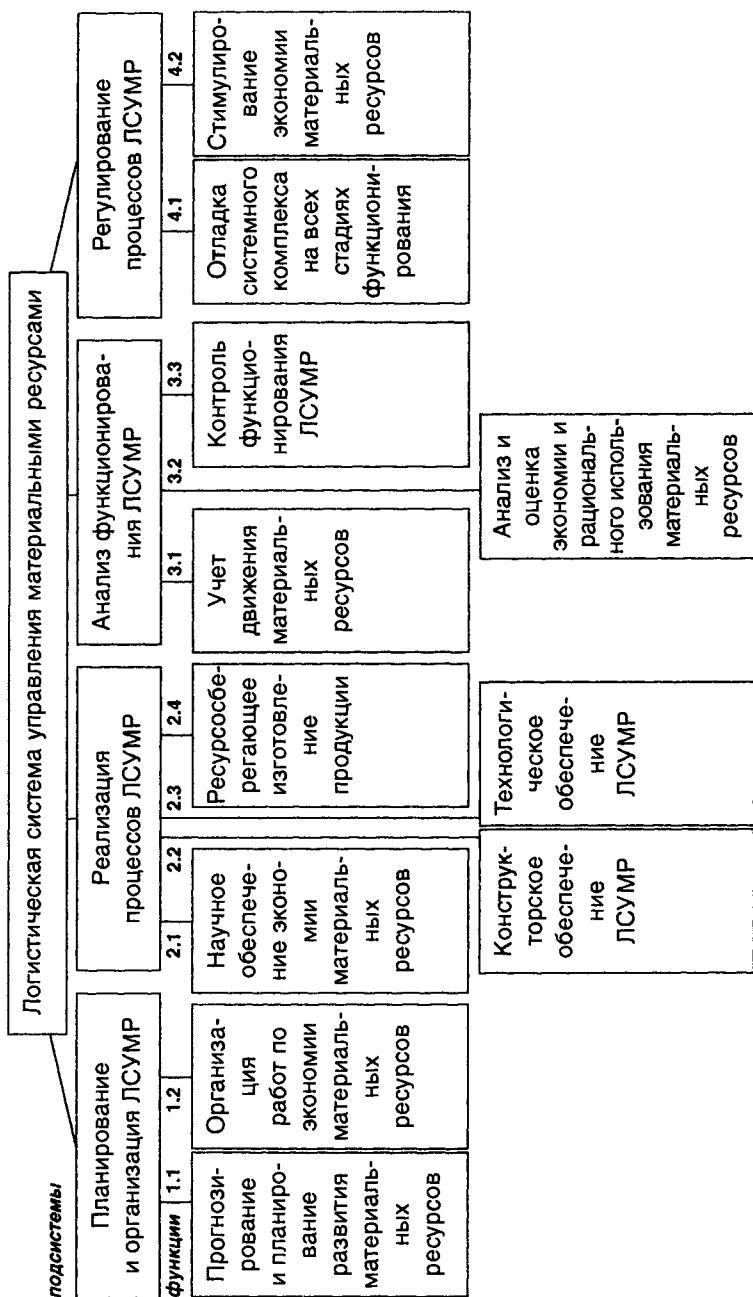 Логистическая система управления материальными ресурсами
подсистемы
Планирование
и организация ЛСУМР
Реализация
процессов ЛСУМР
Анализ функционирова-
ния ЛСУМР
Регулирование
процессов ЛСУМР
функции
1.1
1.2
2.1
2.2
2.3
2.4
3.1
3.2
3.3
4.1
4.2
Прогнози-
рование
и планиро-
вание
развития
материаль-
ных
ресурсов
Организа-
ция
работ по
экономии
материаль-
ных
ресурсов
Научное
обеспече-
ние эконо-
мии
материаль-
ных
ресурсов
Ресурсосбе-
регающее
изготовле-
ние
продукции
Учет
движения
материаль-
ных
ресурсов
Контроль
функцио-
нирования
ЛСУМР
Отладка
системного
комплекса
на всех
стадиях
функциони-
рования
Стимулиро-
вание
экономии
материаль-
ных
ресурсов
Конструк-
торское
обеспече-
ние
ЛСУМР
Технологи-
ческое
обеспече-
ние
ЛСУМР
Анализ и
оценка
экономии и
рациональ-
ного исполь-
зования
материаль-
ных
ресурсов